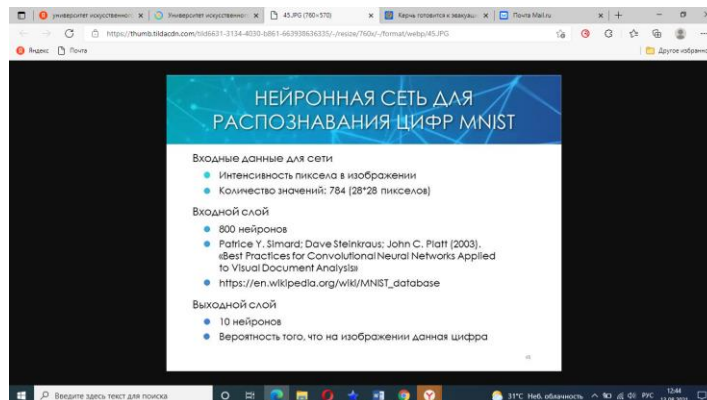 университет искусственно
Университет искусственно
45.JPG (760×570)
Керчь готовится к эвакуац
Почта Mail.ru
https://thumb.tildacdn.com/tild6631-3134-4030-b861-663938636335/-/resize/760x/-/format/webp/45.JPG
Яндекс
Почта
Другое избранно
НЕЙРОННАЯ СЕТЬ ДЛЯ
РАСПОЗНАВАНИЯ ЦИФР MNIST
Входные данные для сети
Интенсивность пиксела в изображении
Количество значений: 784 (28*28 пикселов)
Входной слой
800 нейронов
Patrice Y. Simard; Dave Steinkraus; John C. Platt (2003).
«Best Practices for Convolutional Neural Networks Applied
to Visual Document Analysis»
https://en.wikipedia.org/wiki/MNIST_database
Выходной слой
10 нейронов
Вероятность того, что на изображении данная цифра
Введите здесь текст для поиска
31°C Неб. облачность
РУС
12:44